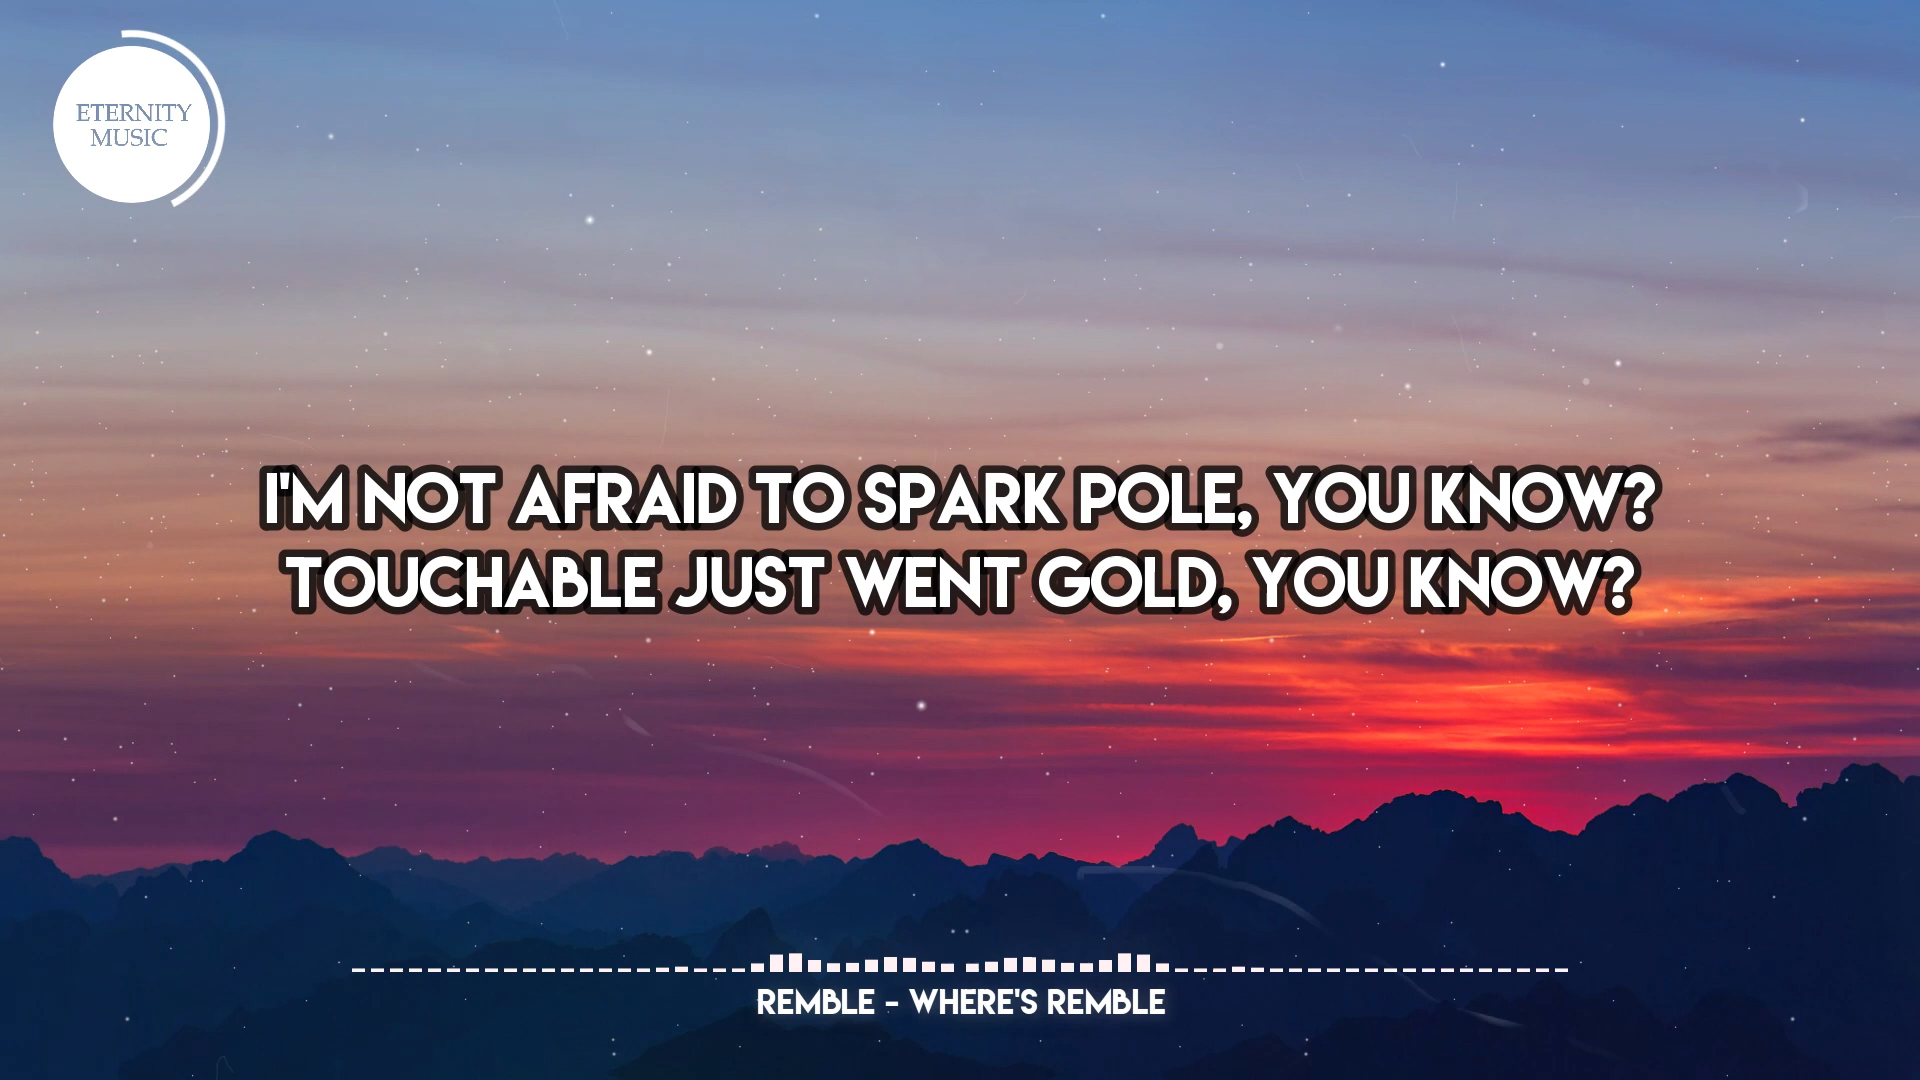 ETERNITY
MUSIC
I'M NOT AFRAID TO SPARK POLE, YOU KNOW?
TOUCHABLE JUST WENT GOLD, YOU KNOW?
REMBLE - WHERE'S REMBLE